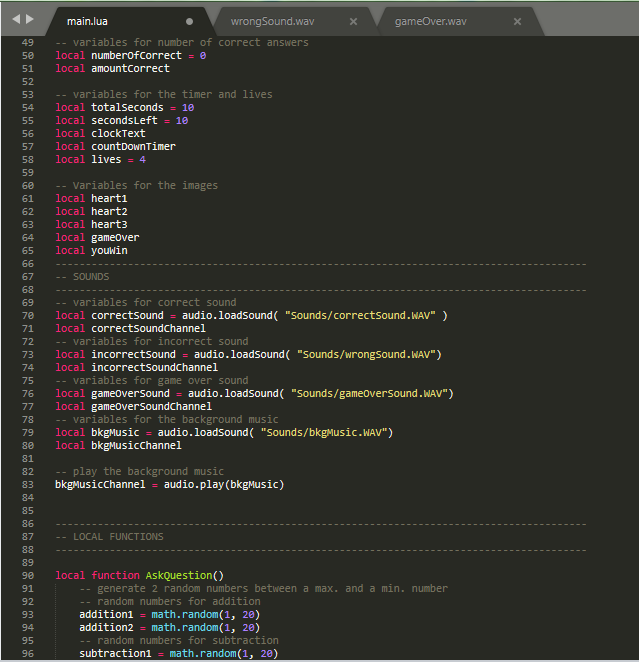 main.lua wrongSound.wav gameOver.wav
49 -- variables for number of correct answers
50 local numberOfCorrect = 0
51 local amountCorrect
52
53 -- variables for the timer and lives
54 local totalSeconds = 10
55 local secondsLeft = 10
56 local clockText
57 local countDownTimer
58 local lives = 4
59
60 -- Variables for the images
61 local heart1
62 local heart2
63 local heart3
64 local gameOver
65 local youWin
66 -----------------------------------------------------------------------------------------
67 -- SOUNDS
68 -----------------------------------------------------------------------------------------
69 -- variables for correct sound
70 local correctSound = audio.loadSound( "Sounds/correctSound.WAV" )
71 local correctSoundChannel
72 -- variables for incorrect sound
73 local incorrectSound = audio.loadSound( "Sounds/wrongSound.WAV")
74 local incorrectSoundChannel
75 -- variables for game over sound
76 local gameOverSound = audio.loadSound( "Sounds/gameOverSound.WAV")
77 local gameOverSoundChannel
78 -- variables for the background music
79 local bkgMusic = audio.loadSound( "Sounds/bkgMusic.WAV")
80 local bkgMusicChannel
81
82 -- play the background music
83 bkgMusicChannel = audio.play(bkgMusic)
84
85
86 -----------------------------------------------------------------------------------------
87 -- LOCAL FUNCTIONS
88 -----------------------------------------------------------------------------------------
89
90 local function AskQuestion()
91 -- generate 2 random numbers between a max. and a min. number
92 -- random numbers for addition
93 addition1 = math.random(1, 20)
94 addition2 = math.random(1, 20)
95 -- random numbers for subtraction
96 subtraction1 = math.random(1, 20)